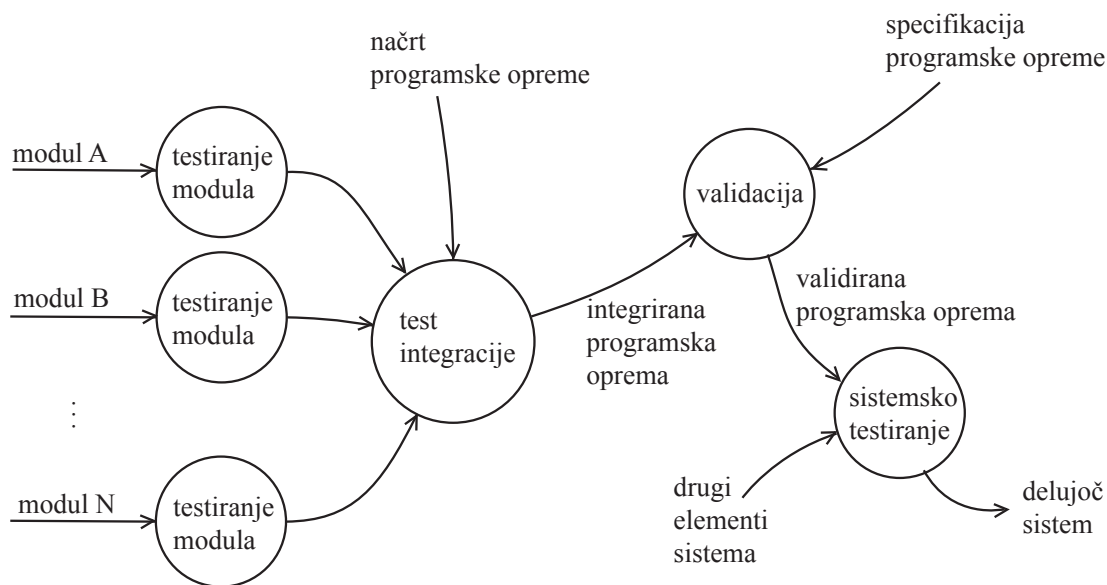 načrt
programske opreme
specifikacija
programske opreme
modul A
testiranje
modula
validacija
modul B
testiranje
modula
test
integracije
integrirana
programska
oprema
validirana
programska oprema
sistemsko
testiranje
modul N
testiranje
modula
drugi
elementi
sistema
delujoč
sistem